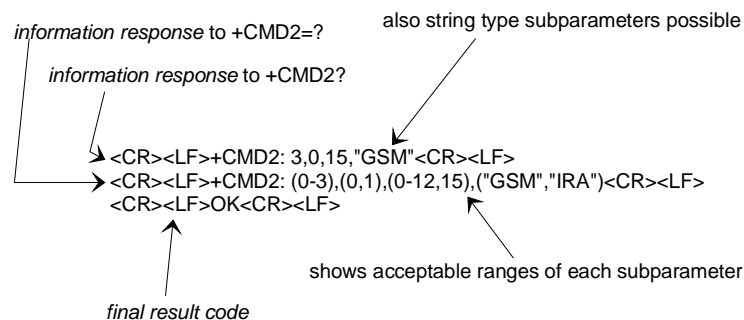 also string type subparameters possible
information response to +CMD2=?
information response to +CMD2?
<CR><LF>+CMD2: 3,0,15,"GSM"<CR><LF>
<CR><LF>+CMD2: (0-3),(0,1),(0-12,15),("GSM","IRA")<CR><LF>
<CR><LF>OK<CR><LF>
shows acceptable ranges of each subparameter
final result code